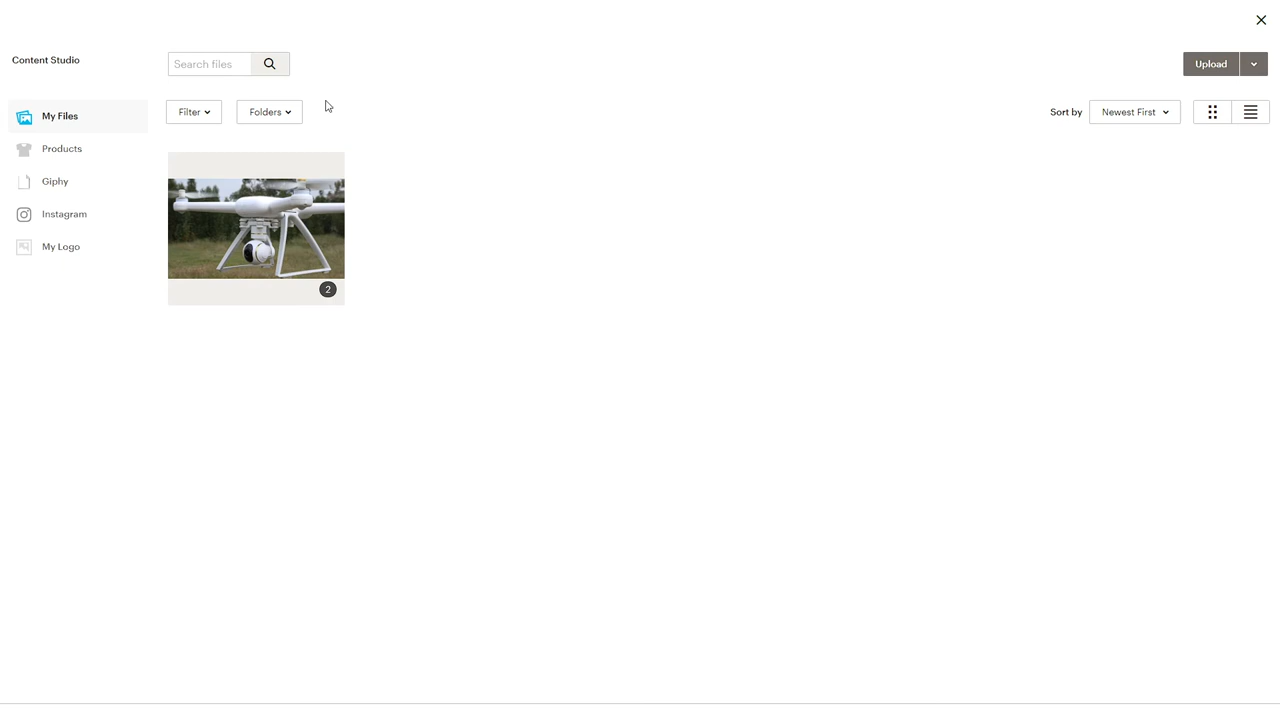 Content Studio
Search files
Upload
My Files
Filter
Folders
Sort by
Newest First
Products
Giphy
Instagram
My Logo
2